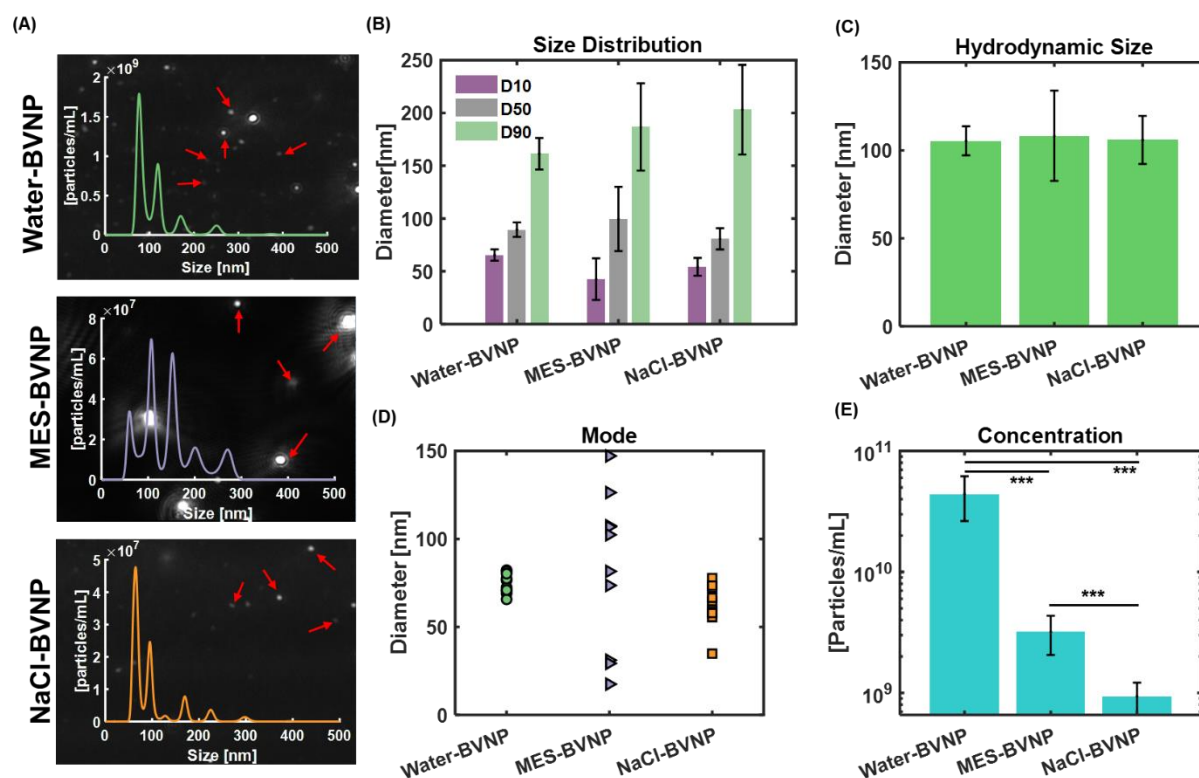 (A)
Water-BVNP
×10⁹
[particles/mL]
2
1.5
1
0.5
0
0 100 200 300 400 500
Size [nm]
MES-BVNP
×10⁷
[particles/mL]
8
6
4
2
0
0 100 200 300 400 500
Size [nm]
NaCl-BVNP
×10⁷
[particles/mL]
5
4
3
2
1
0
0 100 200 300 400 500
Size [nm]
(B)
Size Distribution
Diameter[nm]
250
200
150
100
50
0
D10
D50
D90
Water-BVNP MES-BVNP NaCl-BVNP
(C)
Hydrodynamic Size
Diameter [nm]
150
100
50
0
Water-BVNP MES-BVNP NaCl-BVNP
(D)
Mode
Diameter [nm]
150
100
50
0
Water-BVNP MES-BVNP NaCl-BVNP
(E)
Concentration
[Particles/mL]
10¹¹
10¹⁰
10⁹
***
***
***
Water-BVNP MES-BVNP NaCl-BVNP